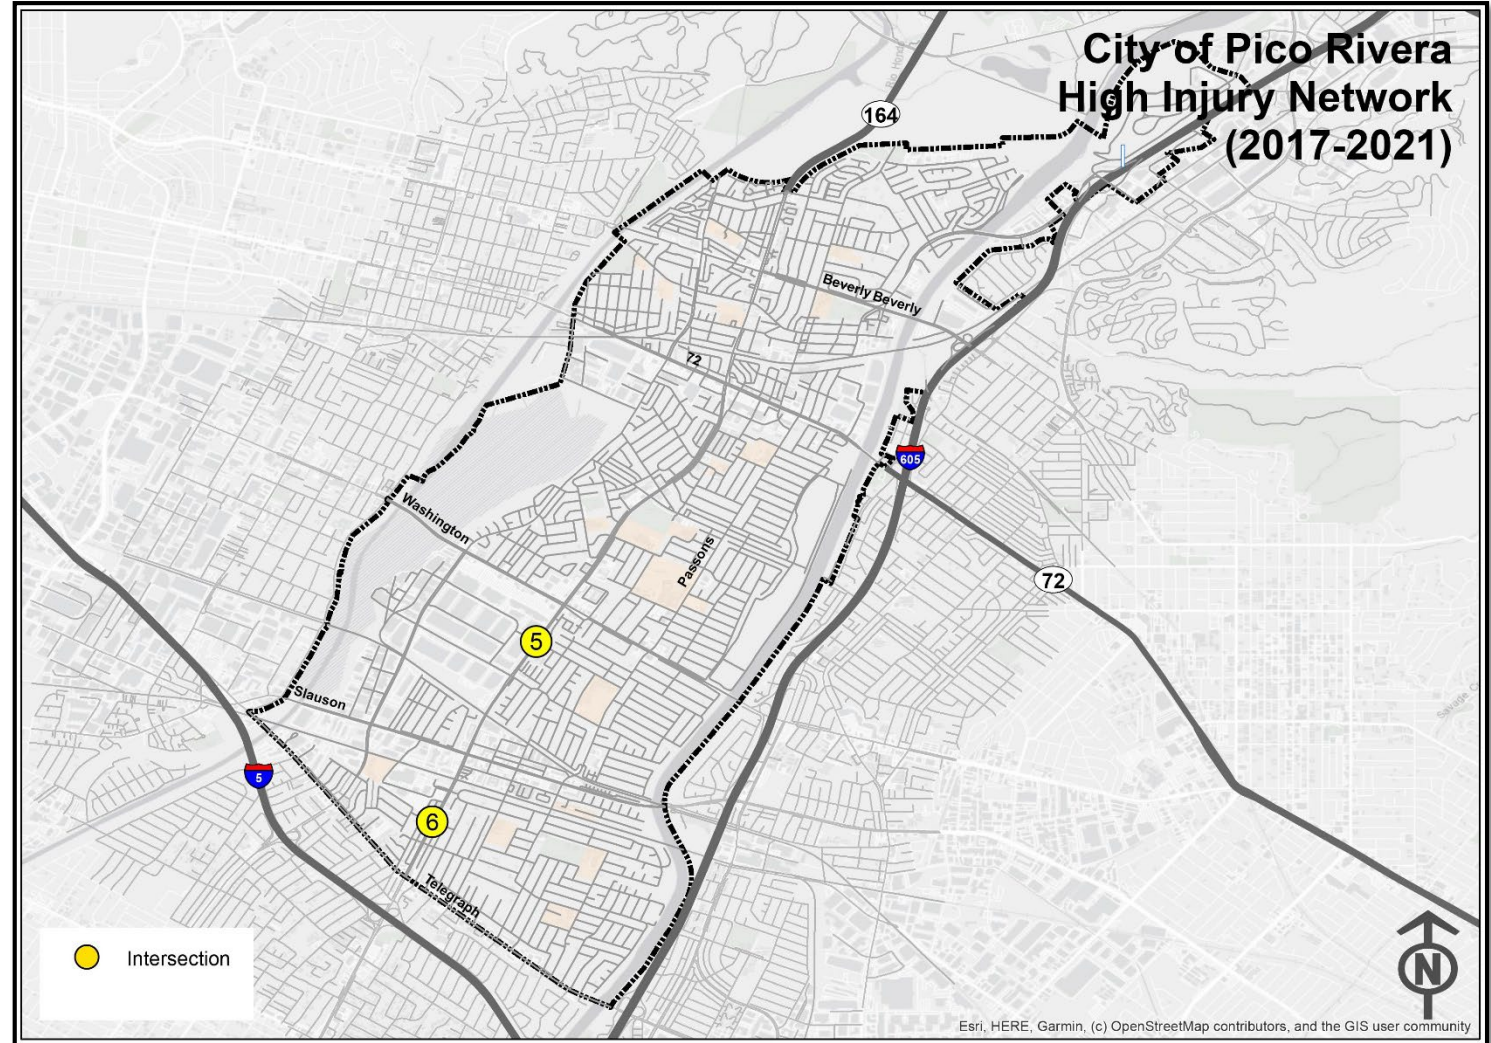 City of Pico Rivera
High Injury Network
(2017-2021)
164
Beverly Beverly
72
605
Washington
Passons
72
5
Slauson
5
6
Telegraph
Intersection
N
Esri, HERE, Garmin, (c) OpenStreetMap contributors, and the GIS user community